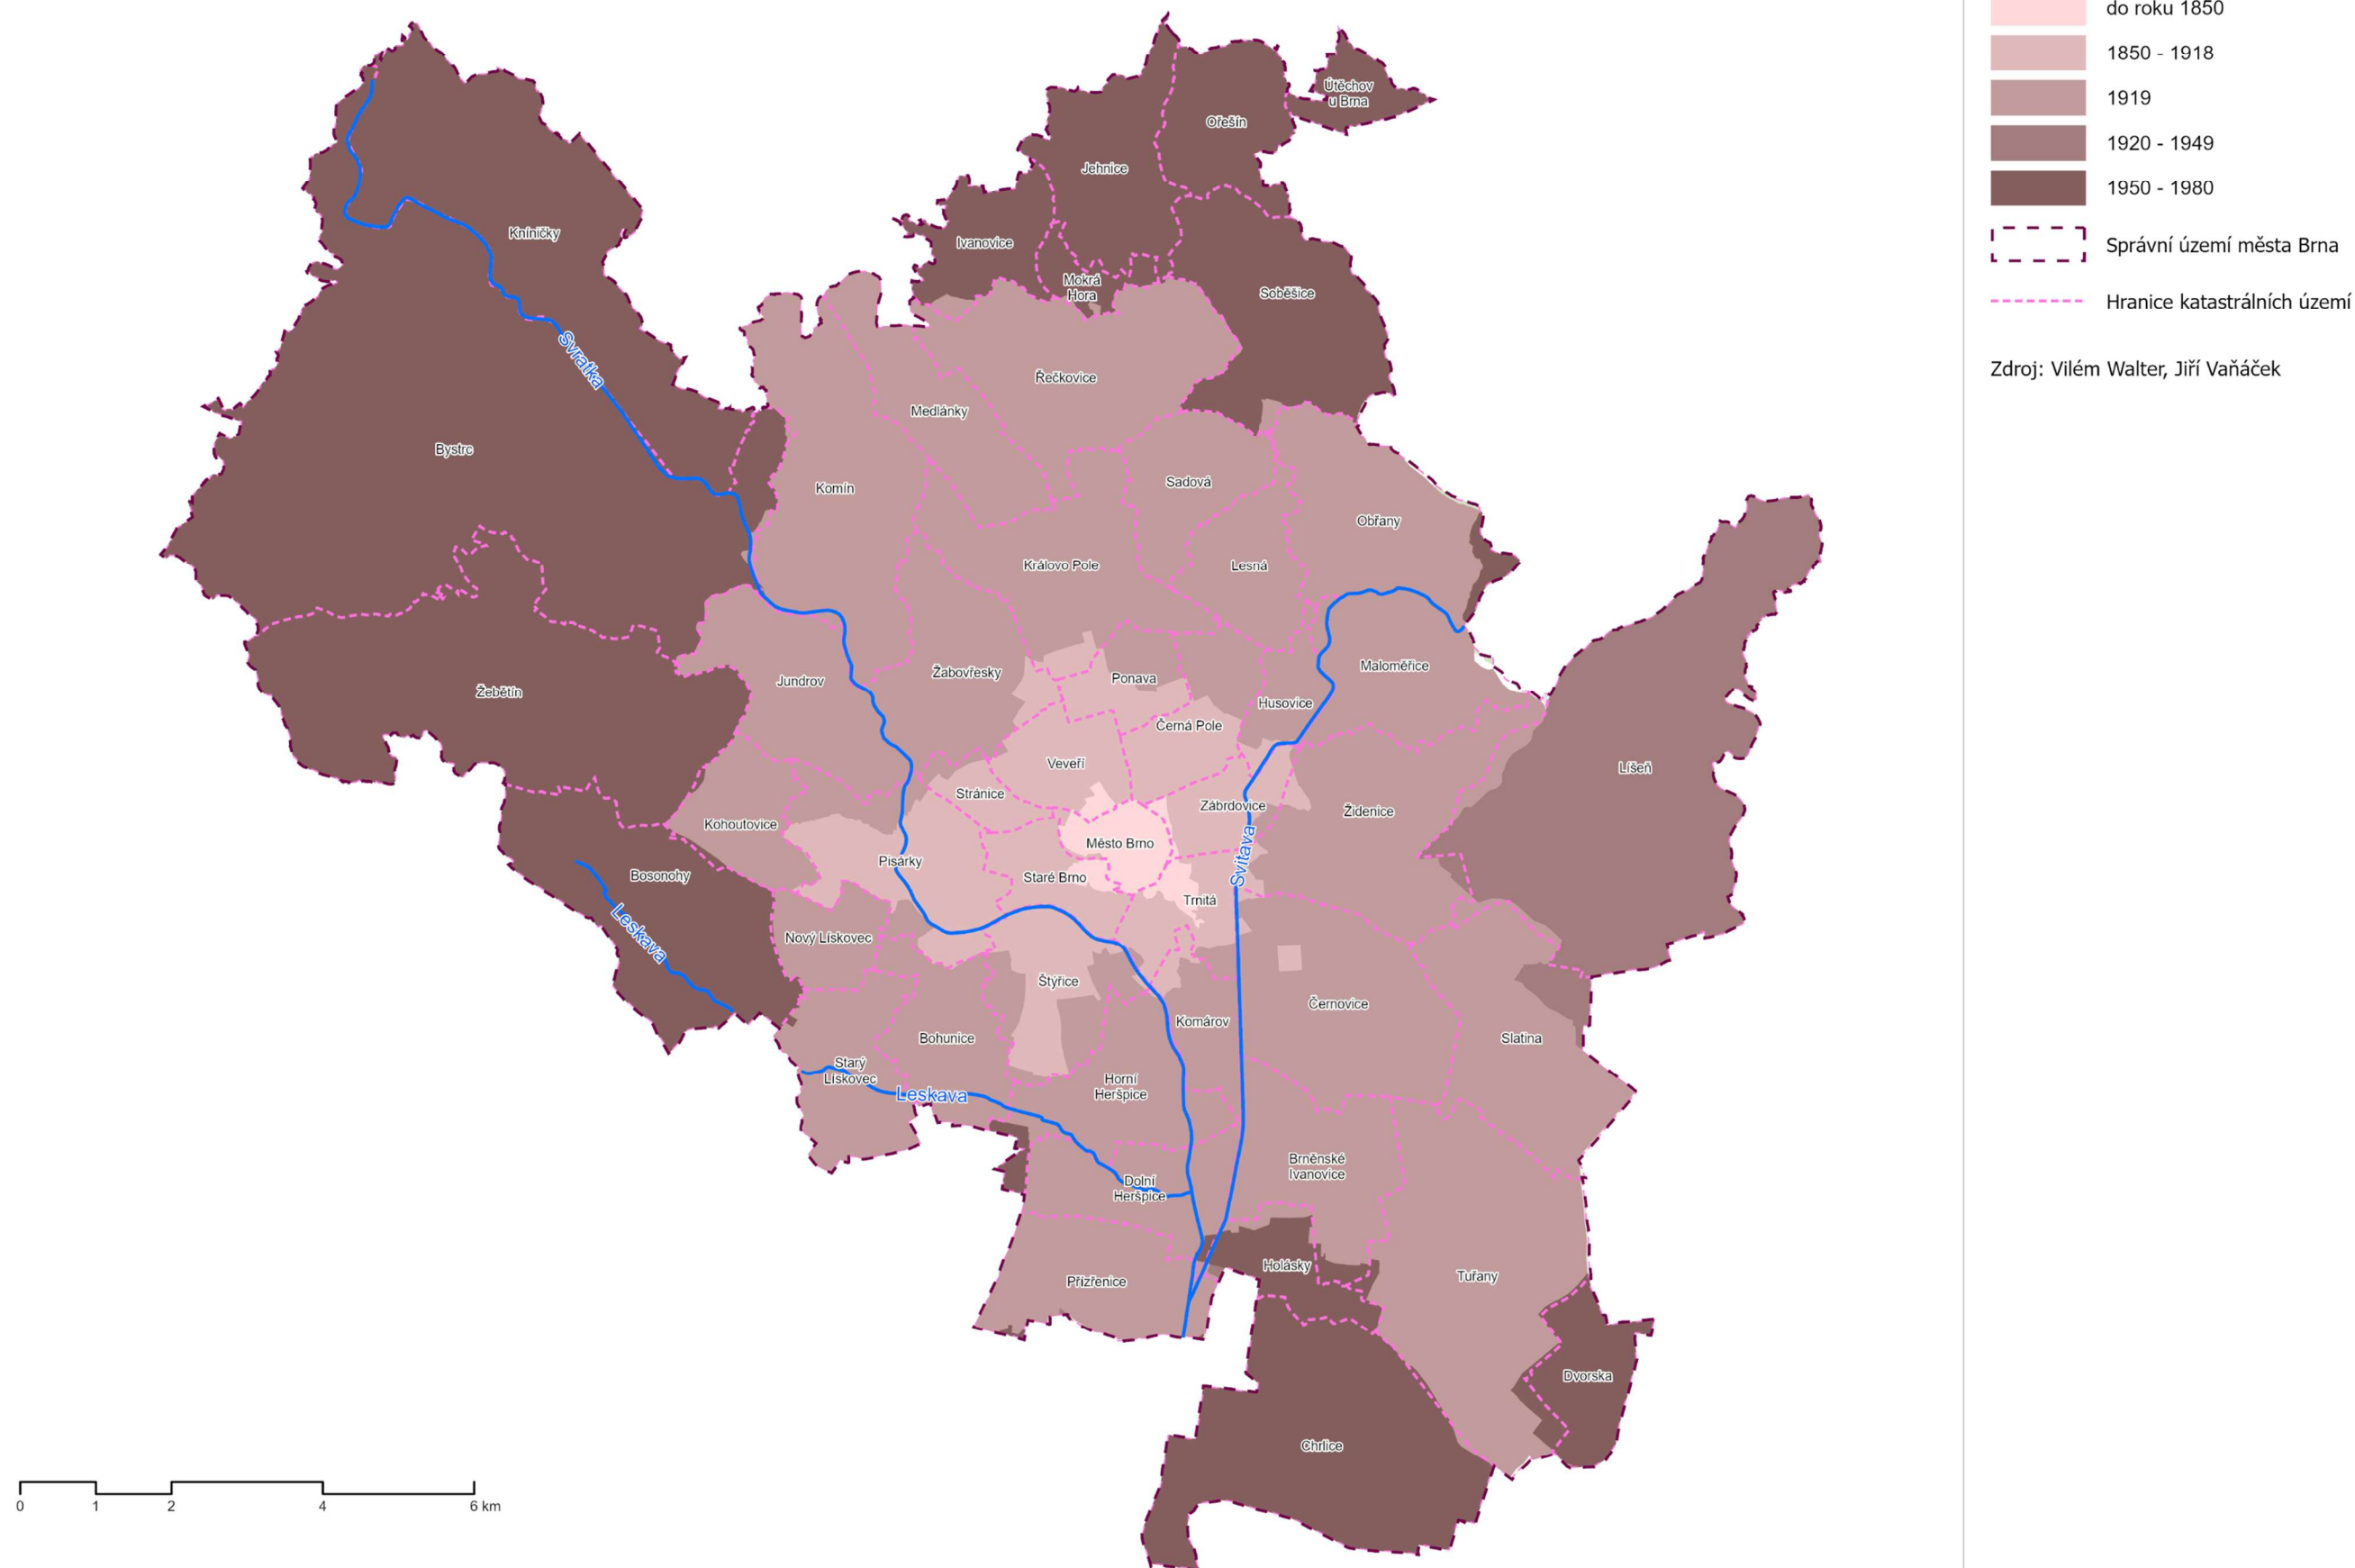 do roku 1850
1850 - 1918
1919
1920 - 1949
1950 - 1980
Správní území města Brna
Hranice katastrálních území
Zdroj: Vilém Walter, Jiří Vaňáček
Útěchov
u Brna
Ořešín
Jehnice
Ivanovice
Mokrá
Hora
Soběšice
Kníničky
Svratka
Řečkovice
Medlánky
Bystrc
Komín
Sadová
Obřany
Královo Pole
Lesná
Maloměřice
Žabovřesky
Ponava
Jundrov
Žebětín
Husovice
Černá Pole
Veveří
Líšeň
Stránice
Zábrdovice
Židenice
Kohoutovice
Město Brno
Svitava
Pisárky
Bosonohy
Staré Brno
Trnitá
Leskava
Nový Lískovec
Štýřice
Černovice
Komárov
Bohunice
Slatina
Starý
Lískovec
Leskava
Horní
Heršpice
Brněnské
Ivanovice
Dolní
Heršpice
Holásky
Přízřenice
Tuřany
Dvorska
Chrlice
0 1 2 4 6 km